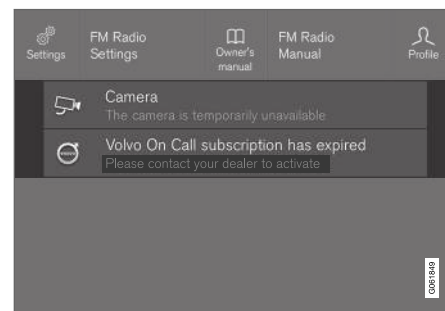 Settings
FM Radio
Settings
Owner's
manual
FM Radio
Manual
Profile
Camera
The camera is temporarily unavailable
Volvo On Call subscription has expired
Please contact your dealer to activate
G061849